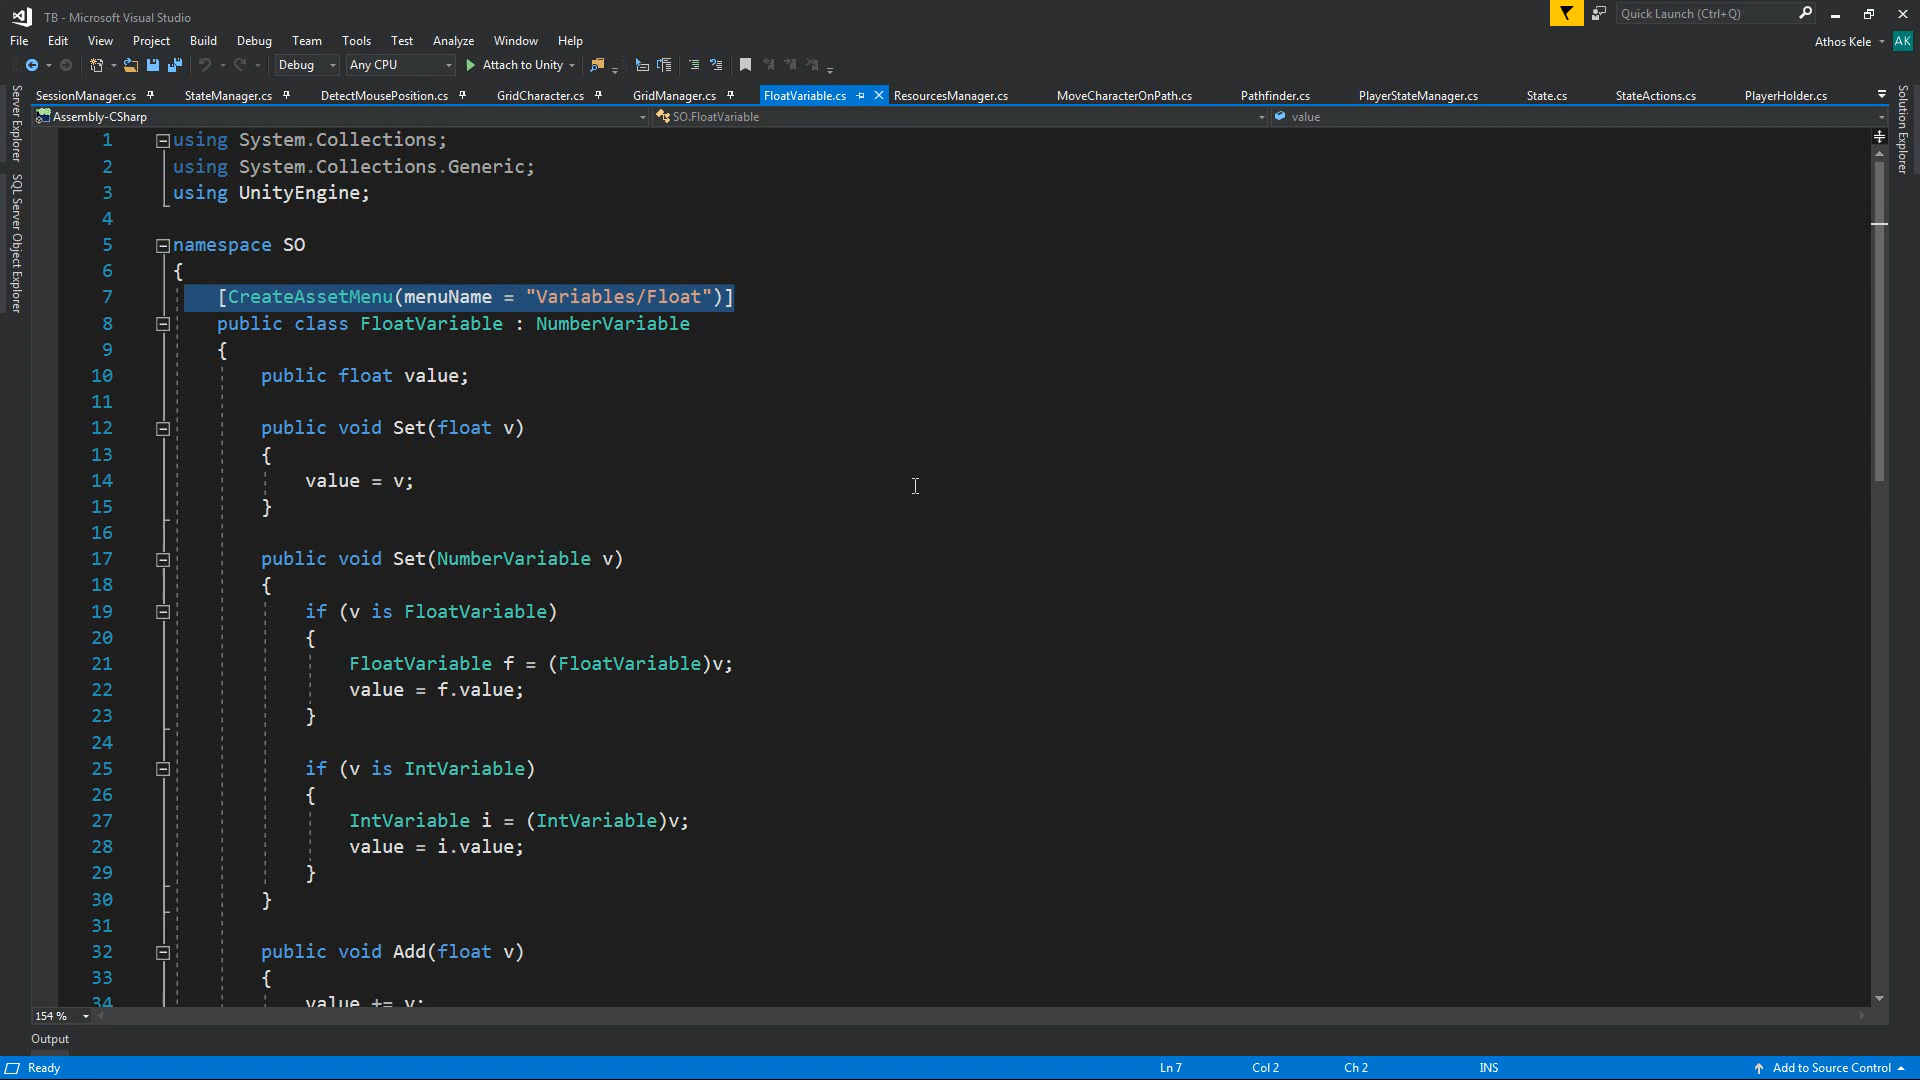 TB - Microsoft Visual Studio
Quick Launch (Ctrl+Q)
File Edit View Project Build Debug Team Tools Test Analyze Window Help
Athos Kele AK
Debug Any CPU Attach to Unity
SessionManager.cs StateManager.cs DetectMousePosition.cs GridCharacter.cs GridManager.cs FloatVariable.cs ResourcesManager.cs MoveCharacterOnPath.cs Pathfinder.cs PlayerStateManager.cs State.cs StateActions.cs PlayerHolder.cs
Assembly-CSharp SO.FloatVariable value
Server Explorer
SQL Server Object Explorer
Solution Explorer
1 using System.Collections;
2 using System.Collections.Generic;
3 using UnityEngine;
4
5 namespace SO
6 {
7 [CreateAssetMenu(menuName = "Variables/Float")]
8 public class FloatVariable : NumberVariable
9 {
10 public float value;
11
12 public void Set(float v)
13 {
14 value = v;
15 }
16
17 public void Set(NumberVariable v)
18 {
19 if (v is FloatVariable)
20 {
21 FloatVariable f = (FloatVariable)v;
22 value = f.value;
23 }
24
25 if (v is IntVariable)
26 {
27 IntVariable i = (IntVariable)v;
28 value = i.value;
29 }
30 }
31
32 public void Add(float v)
33 {
34 value += v;
154 %
Output
Ready Ln 7 Col 2 Ch 2 INS Add to Source Control